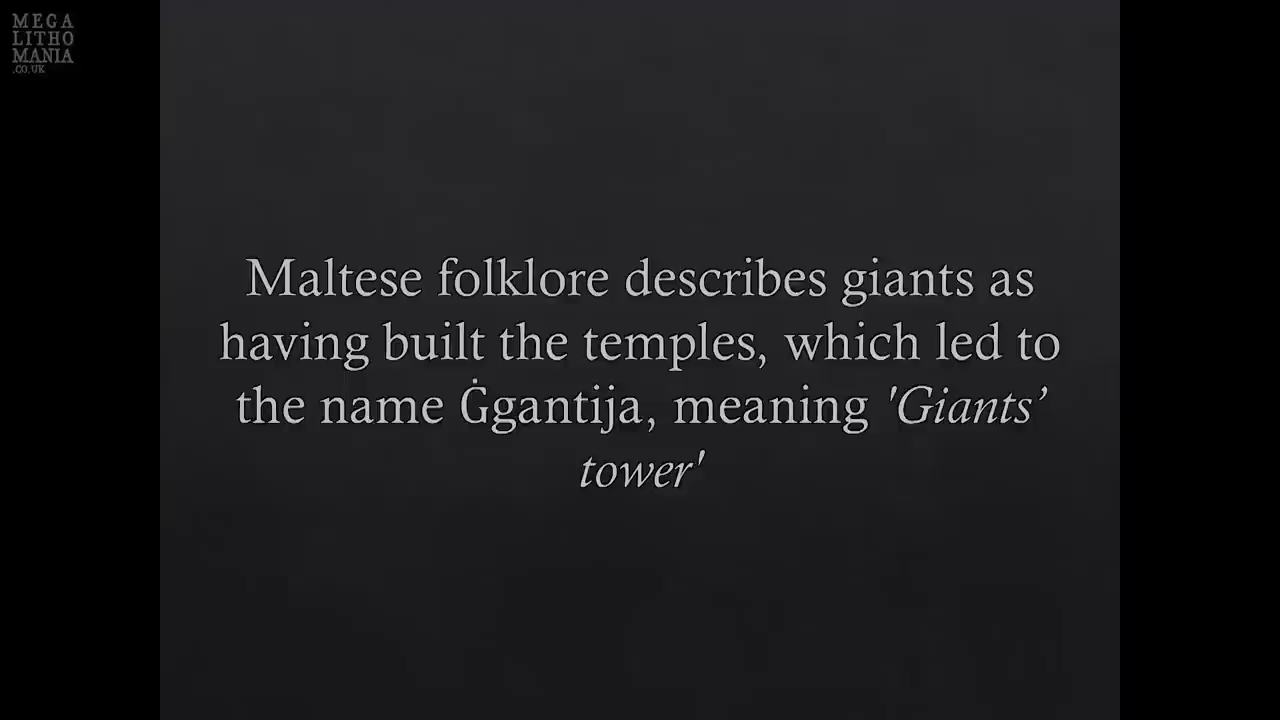 MEGA
LITHO
MANIA
.CO.UK
Maltese folklore describes giants as
having built the temples, which led to
the name Ġgantija, meaning 'Giants’
tower'